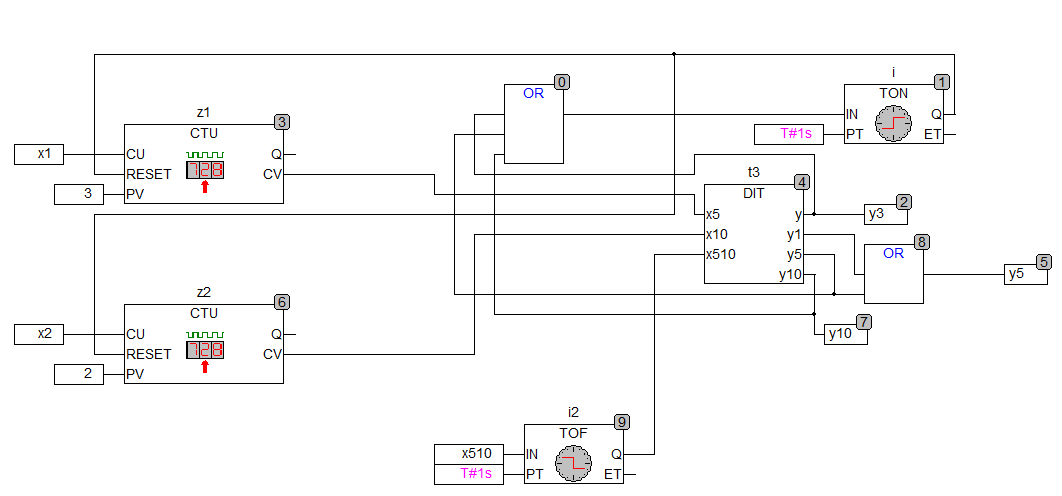 0
OR
i
1
TON
IN
Q
T#1s
PT
ET
z1
3
CTU
x1
CU
Q
RESET
CV
3
PV
t3
4
DIT
x5
y
x10
y1
x510
y5
y10
2
y3
8
OR
5
y5
7
y10
z2
6
CTU
x2
CU
Q
RESET
CV
2
PV
i2
9
TOF
x510
IN
Q
T#1s
PT
ET